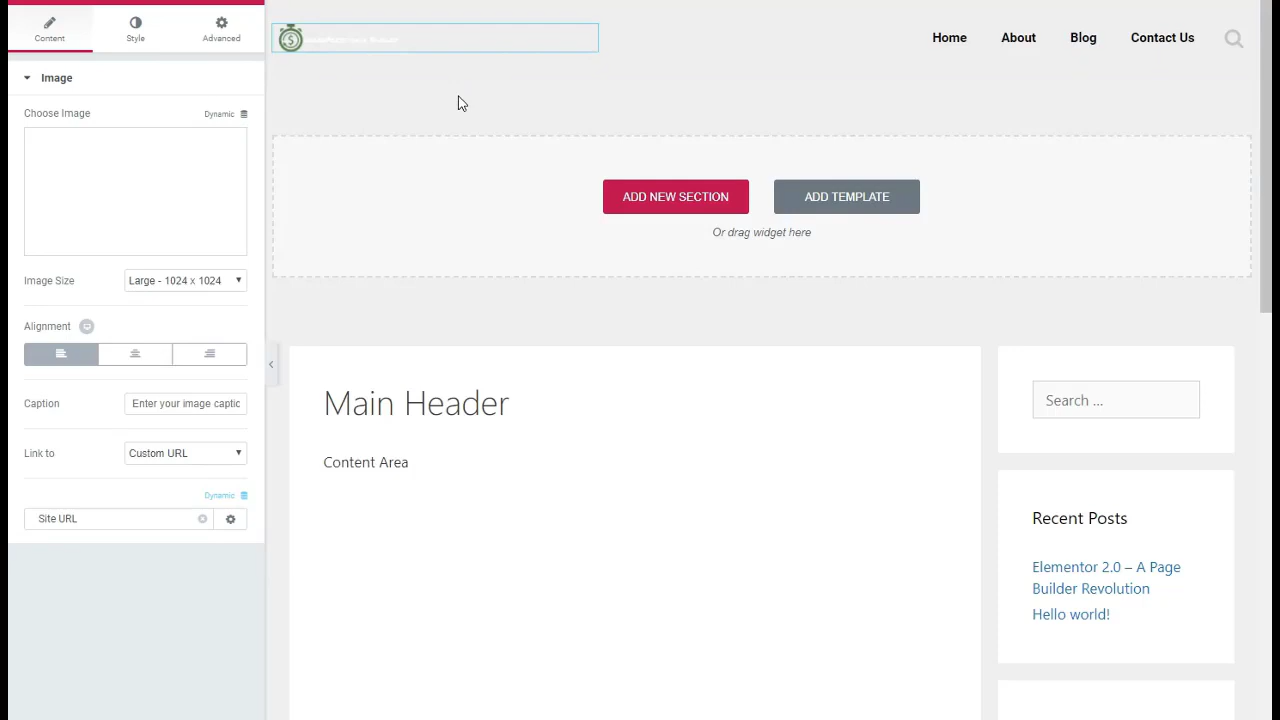 Content
Style
Advanced
Image
Choose Image
Dynamic
Image Size
Large - 1024 x 1024
Alignment
Caption
Enter your image captic
Link to
Custom URL
Dynamic
Site URL
Home
About
Blog
Contact Us
ADD NEW SECTION
ADD TEMPLATE
Or drag widget here
Main Header
Content Area
Search ...
Recent Posts
Elementor 2.0 – A Page
Builder Revolution
Hello world!